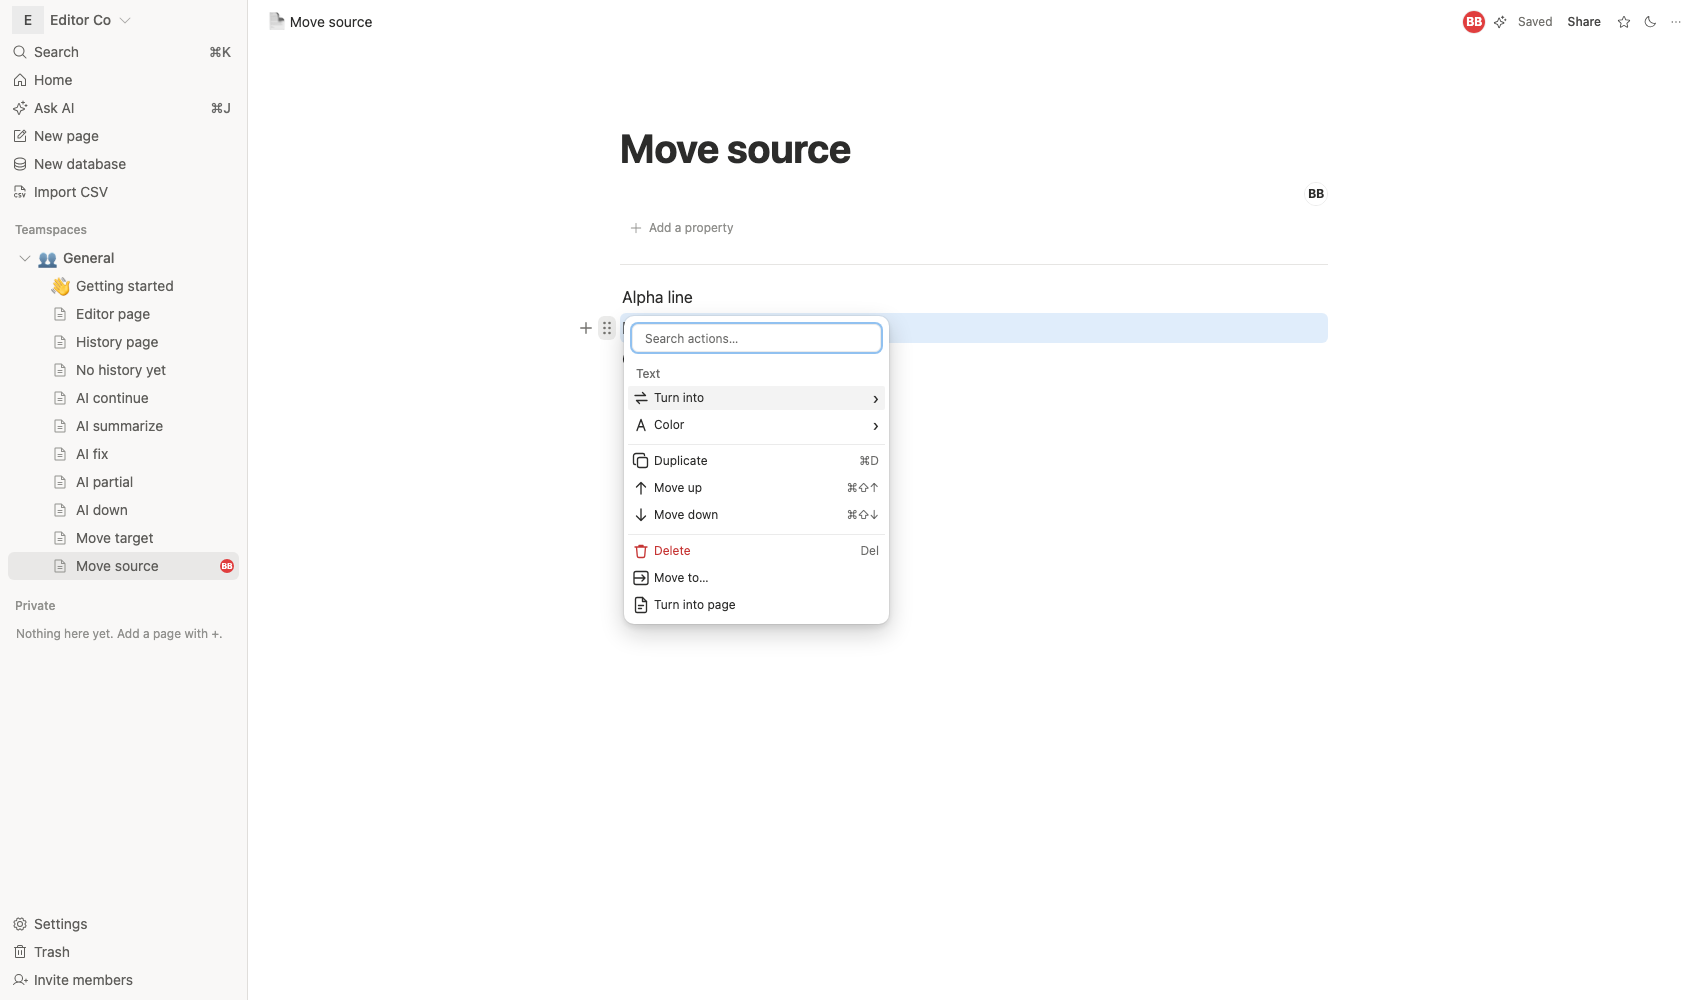 E Editor Co
Search ⌘K
Home
Ask AI ⌘J
New page
New database
Import CSV
Teamspaces
General
Getting started
Editor page
History page
No history yet
AI continue
AI summarize
AI fix
AI partial
AI down
Move target
Move source BB
Private
Nothing here yet. Add a page with +.
Settings
Trash
Invite members
Move source
BB Saved Share
Move source
BB
Add a property
Alpha line
Search actions...
Text
Turn into
Color
Duplicate ⌘D
Move up ⌘⇧↑
Move down ⌘⇧↓
Delete Del
Move to...
Turn into page